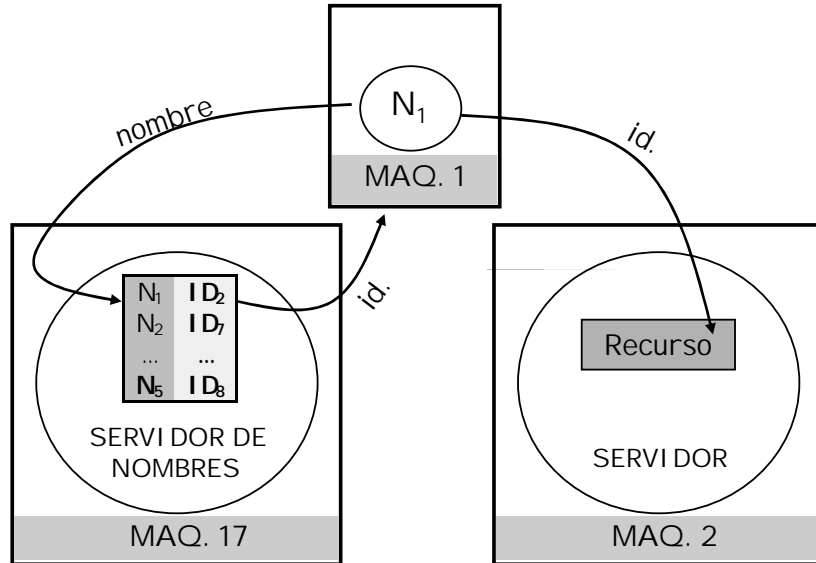 N₁
MAQ. 1
nombre
id.
id.
N₁ ID₂
N₂ ID₇
... ...
N₅ ID₈
SERVIDOR DE
NOMBRES
MAQ. 17
Recurso
SERVIDOR
MAQ. 2